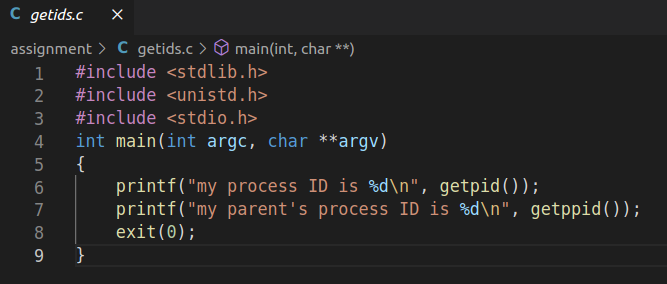 C getids.c ×
assignment > C getids.c > main(int, char **)
1 #include <stdlib.h>
2 #include <unistd.h>
3 #include <stdio.h>
4 int main(int argc, char **argv)
5 {
6     printf("my process ID is %d\n", getpid());
7     printf("my parent's process ID is %d\n", getppid());
8     exit(0);
9 }